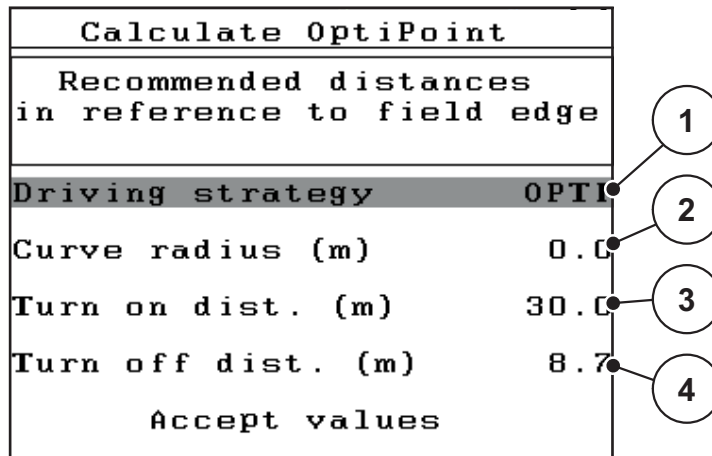 Calculate OptiPoint
Recommended distances
in reference to field edge
Driving strategy OPTI
Curve radius (m) 0.0
Turn on dist. (m) 30.0
Turn off dist. (m) 8.7
Accept values
1
2
3
4